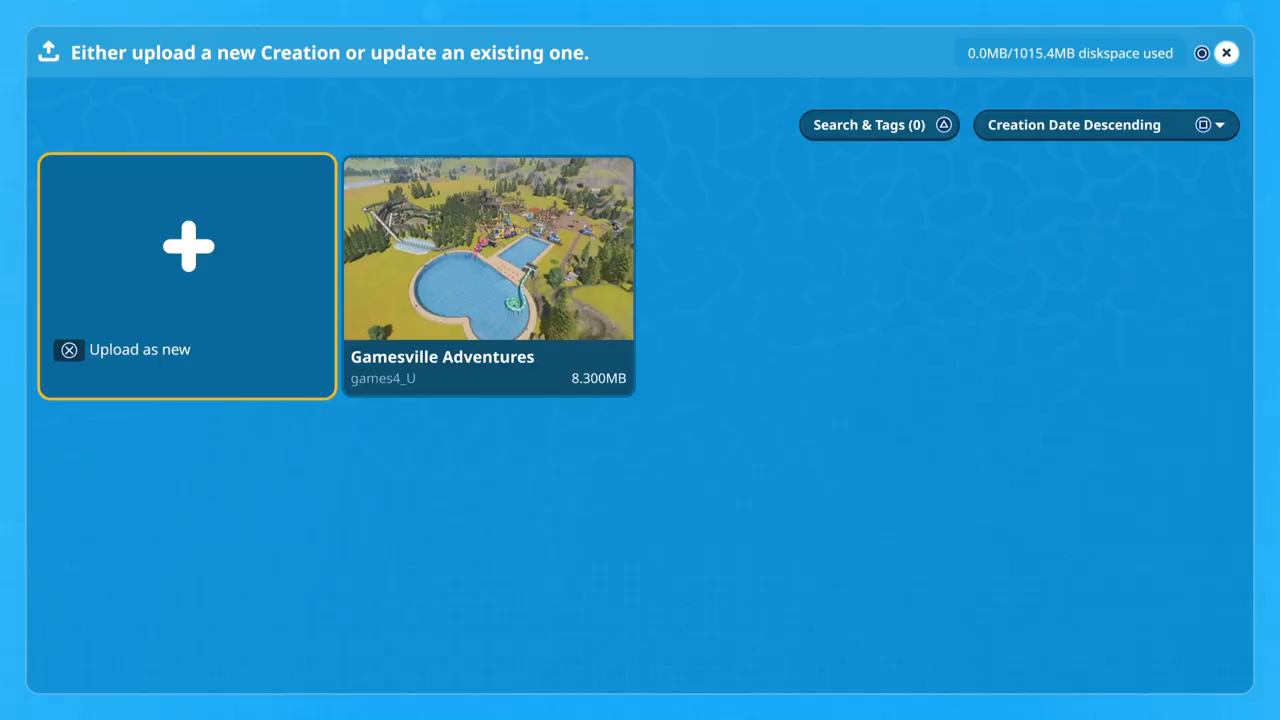 Either upload a new Creation or update an existing one.
0.0MB/1015.4MB diskspace used
Search & Tags (0)
Creation Date Descending
Upload as new
Gamesville Adventures
games4_U
8.300MB